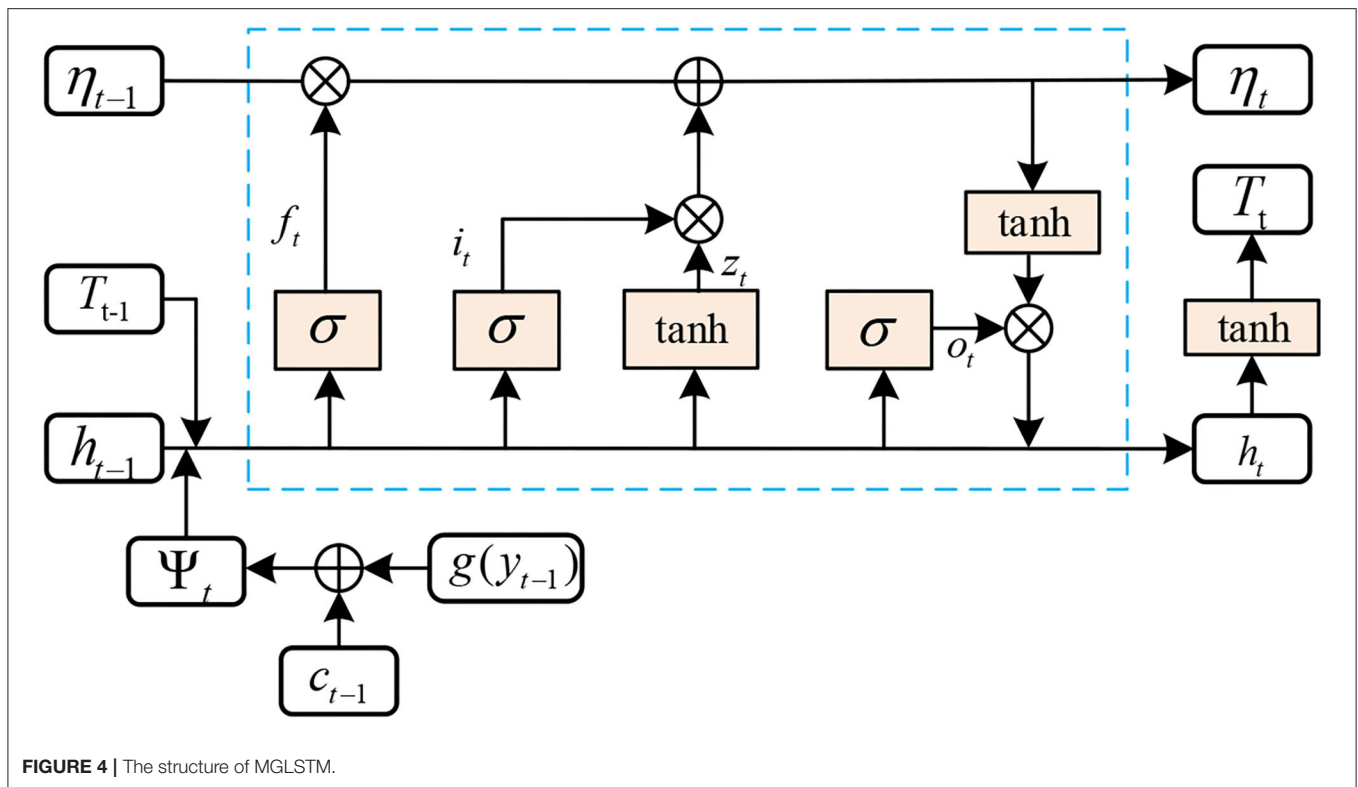 η_{t−1}
η_t
T_t
f_t
i_t
z_t
tanh
T_{t-1}
σ
σ
tanh
σ
o_t
tanh
h_{t−1}
h_t
Ψ_t
g(y_{t−1})
c_{t−1}
FIGURE 4 | The structure of MGLSTM.